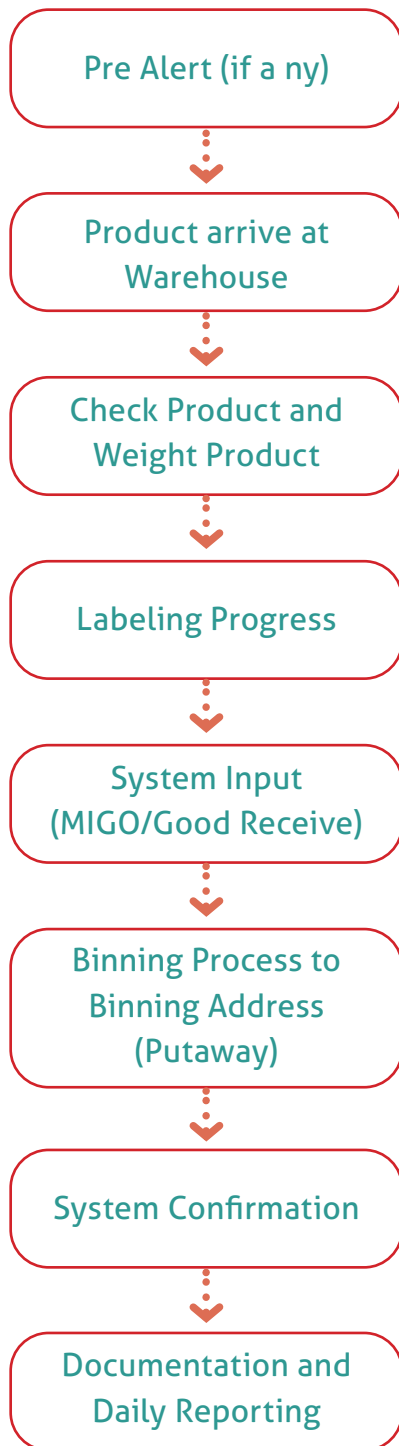 Pre Alert (if a ny)
Product arrive at
Warehouse
Check Product and
Weight Product
Labeling Progress
System Input
(MIGO/Good Receive)
Binning Process to
Binning Address
(Putaway)
System Confirmation
Documentation and
Daily Reporting